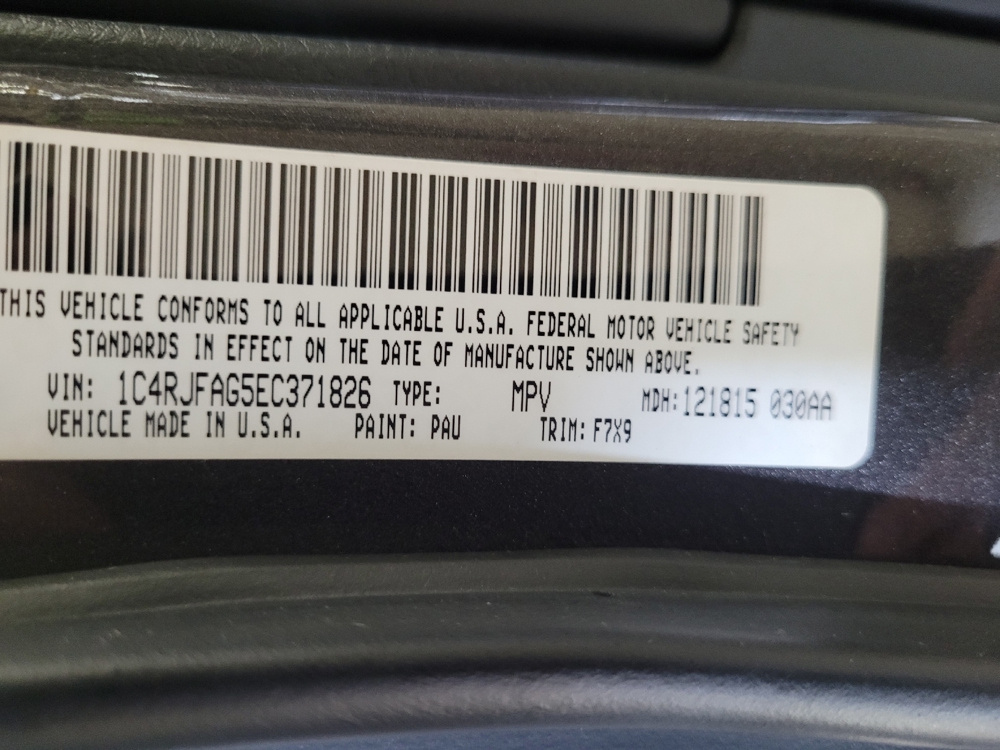 THIS VEHICLE CONFORMS TO ALL APPLICABLE U.S.A. FEDERAL MOTOR VEHICLE SAFETY
STANDARDS IN EFFECT ON THE DATE OF MANUFACTURE SHOWN ABOVE.
VIN: 1C4RJFAG5EC371826 TYPE: MPV MDH:121815 030AA
VEHICLE MADE IN U.S.A. PAINT: PAU TRIM: F7X9